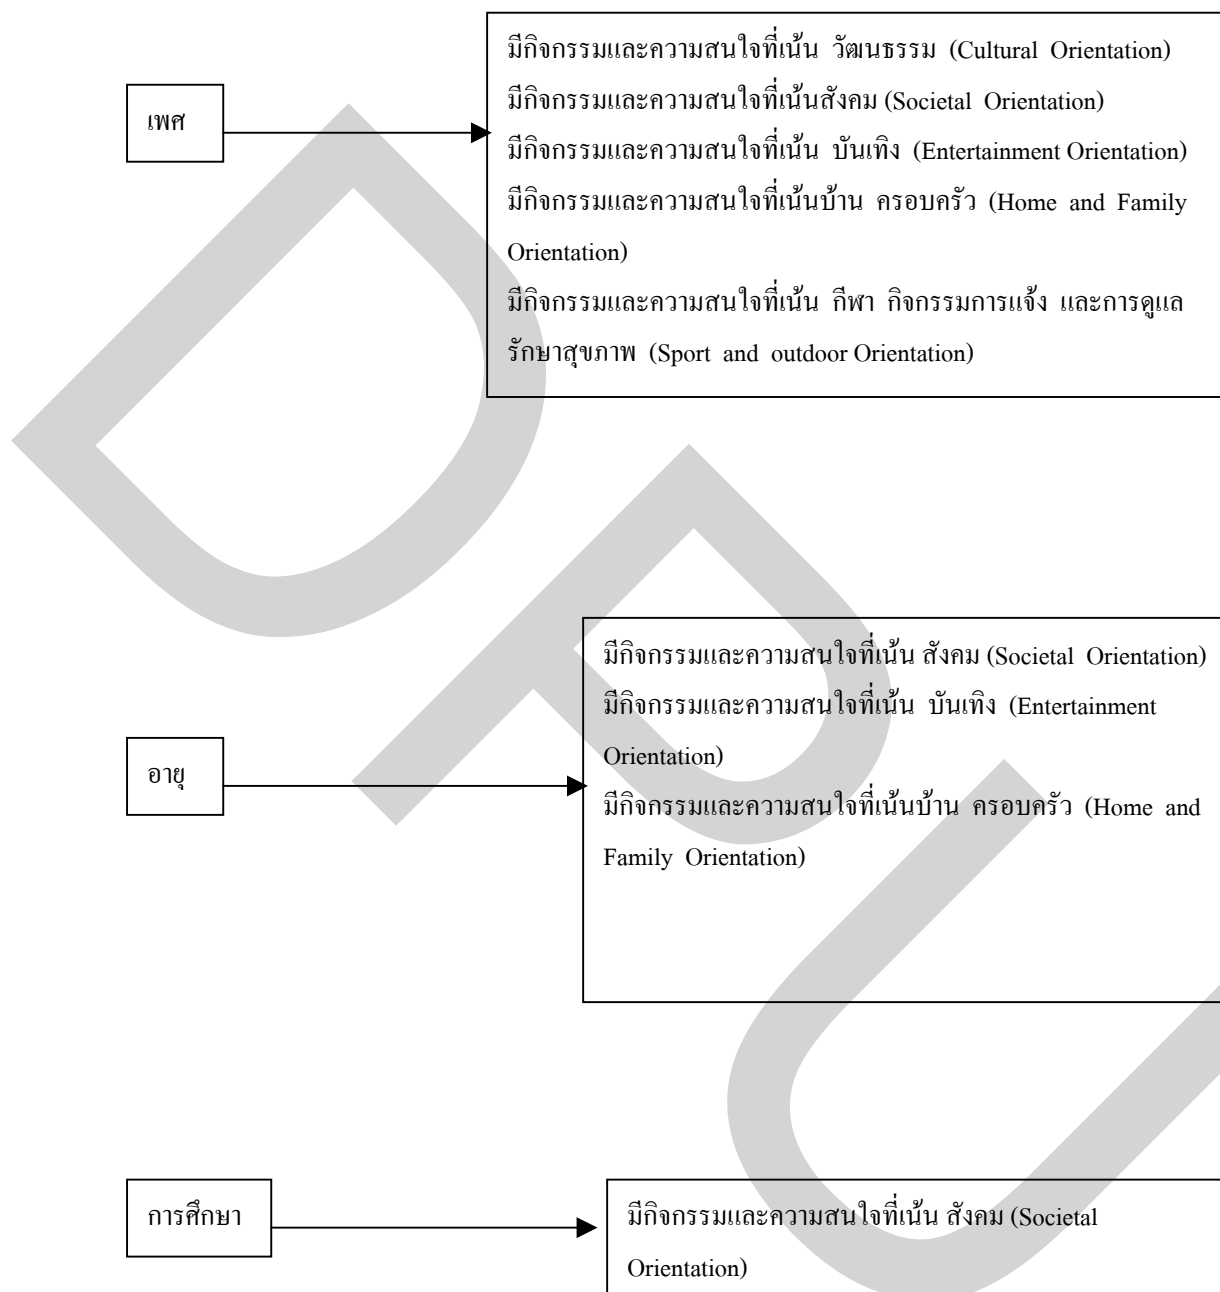 มีกิจกรรมและความสนใจที่เน้น วัฒนธรรม (Cultural Orientation)
เพศ
มีกิจกรรมและความสนใจที่เน้นสังคม (Societal Orientation)
มีกิจกรรมและความสนใจที่เน้น บันเทิง (Entertainment Orientation)
มีกิจกรรมและความสนใจที่เน้นบ้าน ครอบครัว (Home and Family
Orientation)
มีกิจกรรมและความสนใจที่เน้น กีฬา กิจกรรมการแจ้ง และการดูแล
รักษาสุขภาพ (Sport and outdoor Orientation)
มีกิจกรรมและความสนใจที่เน้น สังคม (Societal Orientation)
มีกิจกรรมและความสนใจที่เน้น บันเทิง (Entertainment
Orientation)
อายุ
มีกิจกรรมและความสนใจที่เน้นบ้าน ครอบครัว (Home and
Family Orientation)
การศึกษา
มีกิจกรรมและความสนใจที่เน้น สังคม (Societal
Orientation)
DPU